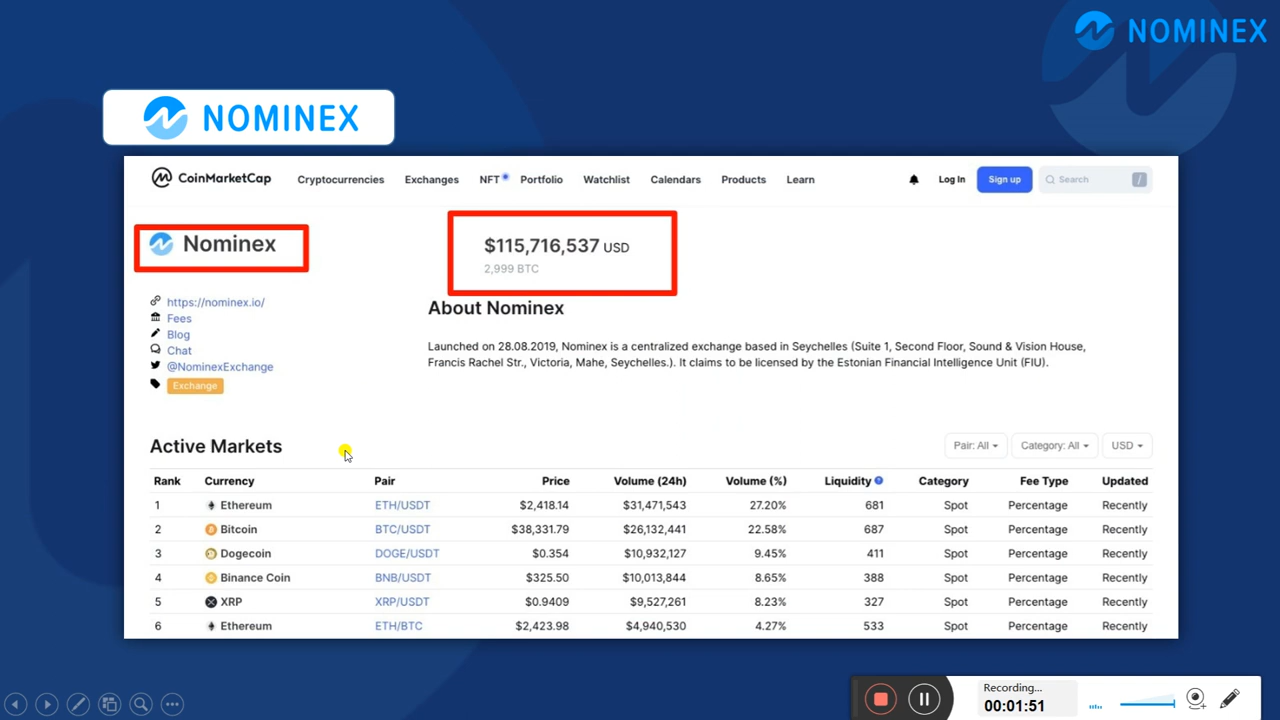 NOMINEX
NOMINEX
CoinMarketCap Cryptocurrencies Exchanges NFT Portfolio Watchlist Calendars Products Learn Log In Sign up Search /
Nominex
$115,716,537 USD
2,999 BTC
https://nominex.io/
Fees
Blog
Chat
@NominexExchange
Exchange
About Nominex
Launched on 28.08.2019, Nominex is a centralized exchange based in Seychelles (Suite 1, Second Floor, Sound & Vision House,
Francis Rachel Str., Victoria, Mahe, Seychelles.). It claims to be licensed by the Estonian Financial Intelligence Unit (FIU).
Active Markets Pair: All Category: All USD
Rank Currency Pair Price Volume (24h) Volume (%) Liquidity ? Category Fee Type Updated
1 Ethereum ETH/USDT $2,418.14 $31,471,543 27.20% 681 Spot Percentage Recently
2 Bitcoin BTC/USDT $38,331.79 $26,132,441 22.58% 687 Spot Percentage Recently
3 Dogecoin DOGE/USDT $0.354 $10,932,127 9.45% 411 Spot Percentage Recently
4 Binance Coin BNB/USDT $325.50 $10,013,844 8.65% 388 Spot Percentage Recently
5 XRP XRP/USDT $0.9409 $9,527,261 8.23% 327 Spot Percentage Recently
6 Ethereum ETH/BTC $2,423.98 $4,940,530 4.27% 533 Spot Percentage Recently
Recording...
00:01:51